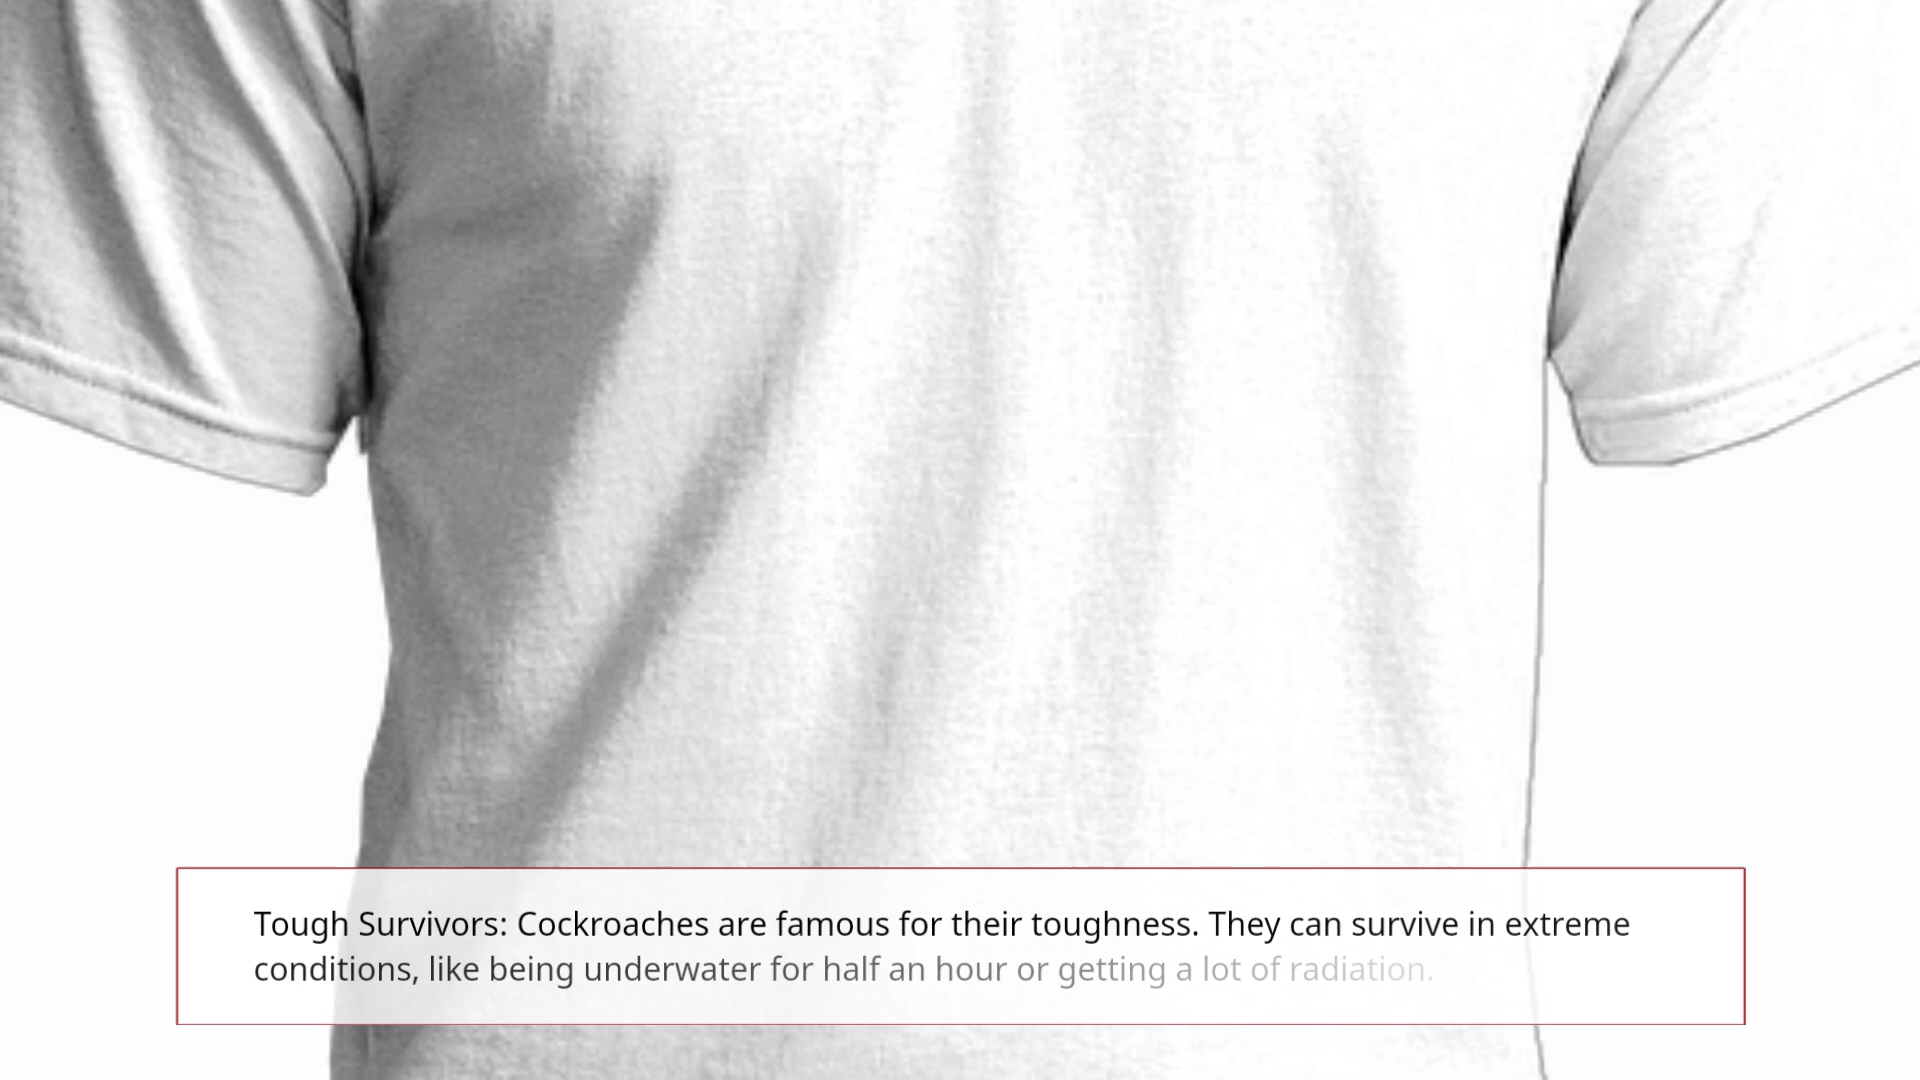 Tough Survivors: Cockroaches are famous for their toughness. They can survive in extreme
conditions, like being underwater for half an hour or getting a lot of radiation.